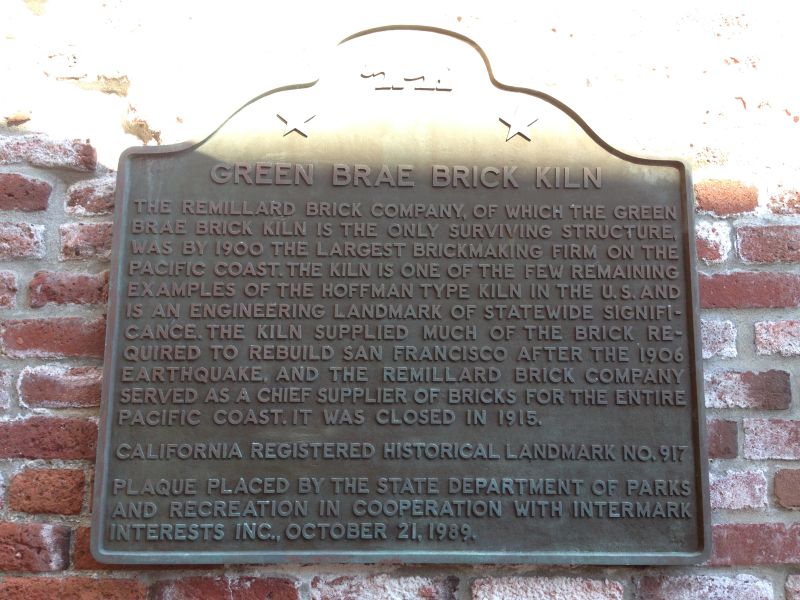 GREEN BRAE BRICK KILN
THE REMILLARD BRICK COMPANY, OF WHICH THE GREEN
BRAE BRICK KILN IS THE ONLY SURVIVING STRUCTURE,
WAS BY 1900 THE LARGEST BRICKMAKING FIRM ON THE
PACIFIC COAST. THE KILN IS ONE OF THE FEW REMAINING
EXAMPLES OF THE HOFFMAN TYPE KILN IN THE U.S. AND
IS AN ENGINEERING LANDMARK OF STATEWIDE SIGNIFI-
CANCE. THE KILN SUPPLIED MUCH OF THE BRICK RE-
QUIRED TO REBUILD SAN FRANCISCO AFTER THE 1906
EARTHQUAKE, AND THE REMILLARD BRICK COMPANY
SERVED AS A CHIEF SUPPLIER OF BRICKS FOR THE ENTIRE
PACIFIC COAST. IT WAS CLOSED IN 1915.
CALIFORNIA REGISTERED HISTORICAL LANDMARK NO. 917
PLAQUE PLACED BY THE STATE DEPARTMENT OF PARKS
AND RECREATION IN COOPERATION WITH INTERMARK
INTERESTS INC., OCTOBER 21, 1989.